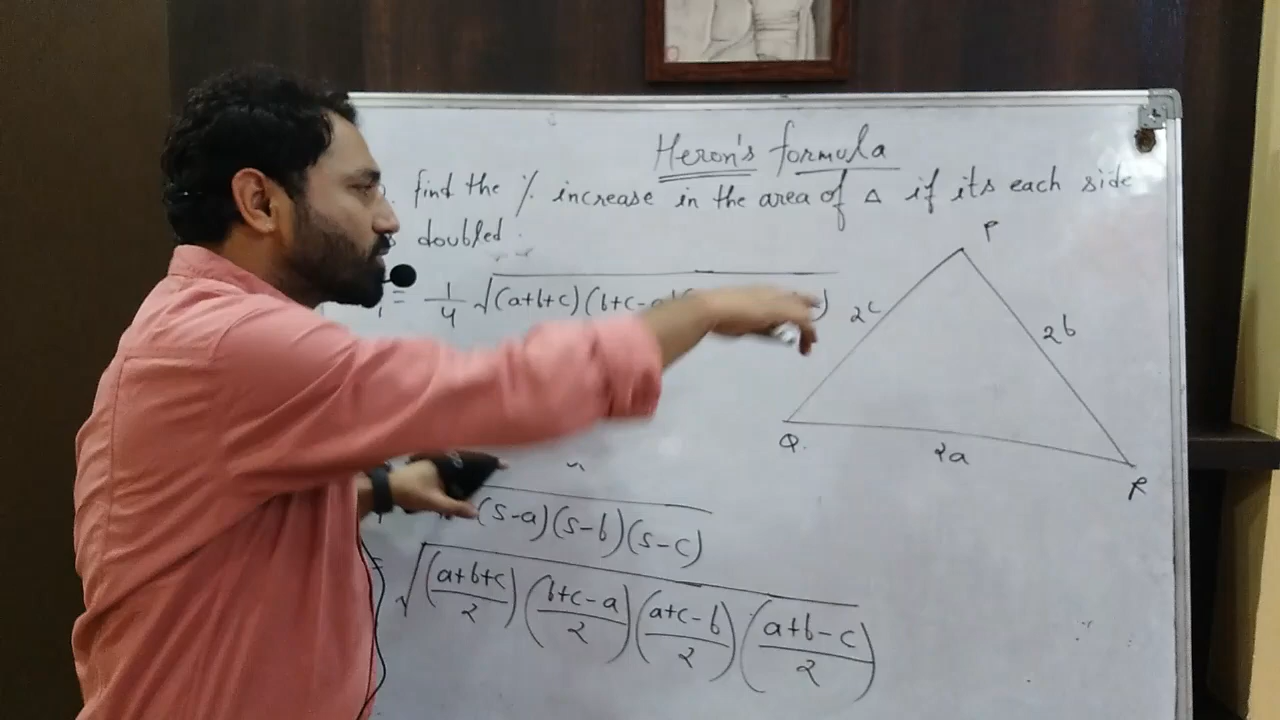 Heron's formula
find the % increase in the area of △ if its each side
doubled.
= 1/4 √(a+b+c)(b+c-a)
P
2c
2b
Q.
2a
R
(s-a)(s-b)(s-c)
= √((a+b+c)/2)((b+c-a)/2)((a+c-b)/2)((a+b-c)/2)